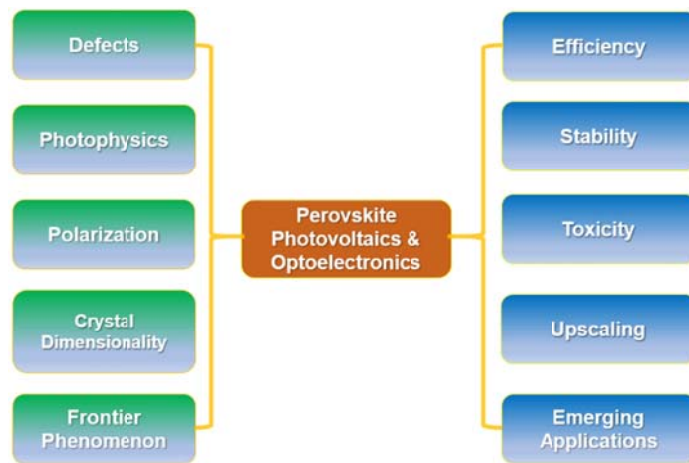 Defects
Photophysics
Polarization
Crystal
Dimensionality
Frontier
Phenomenon
Perovskite
Photovoltaics &
Optoelectronics
Efficiency
Stability
Toxicity
Upscaling
Emerging
Applications